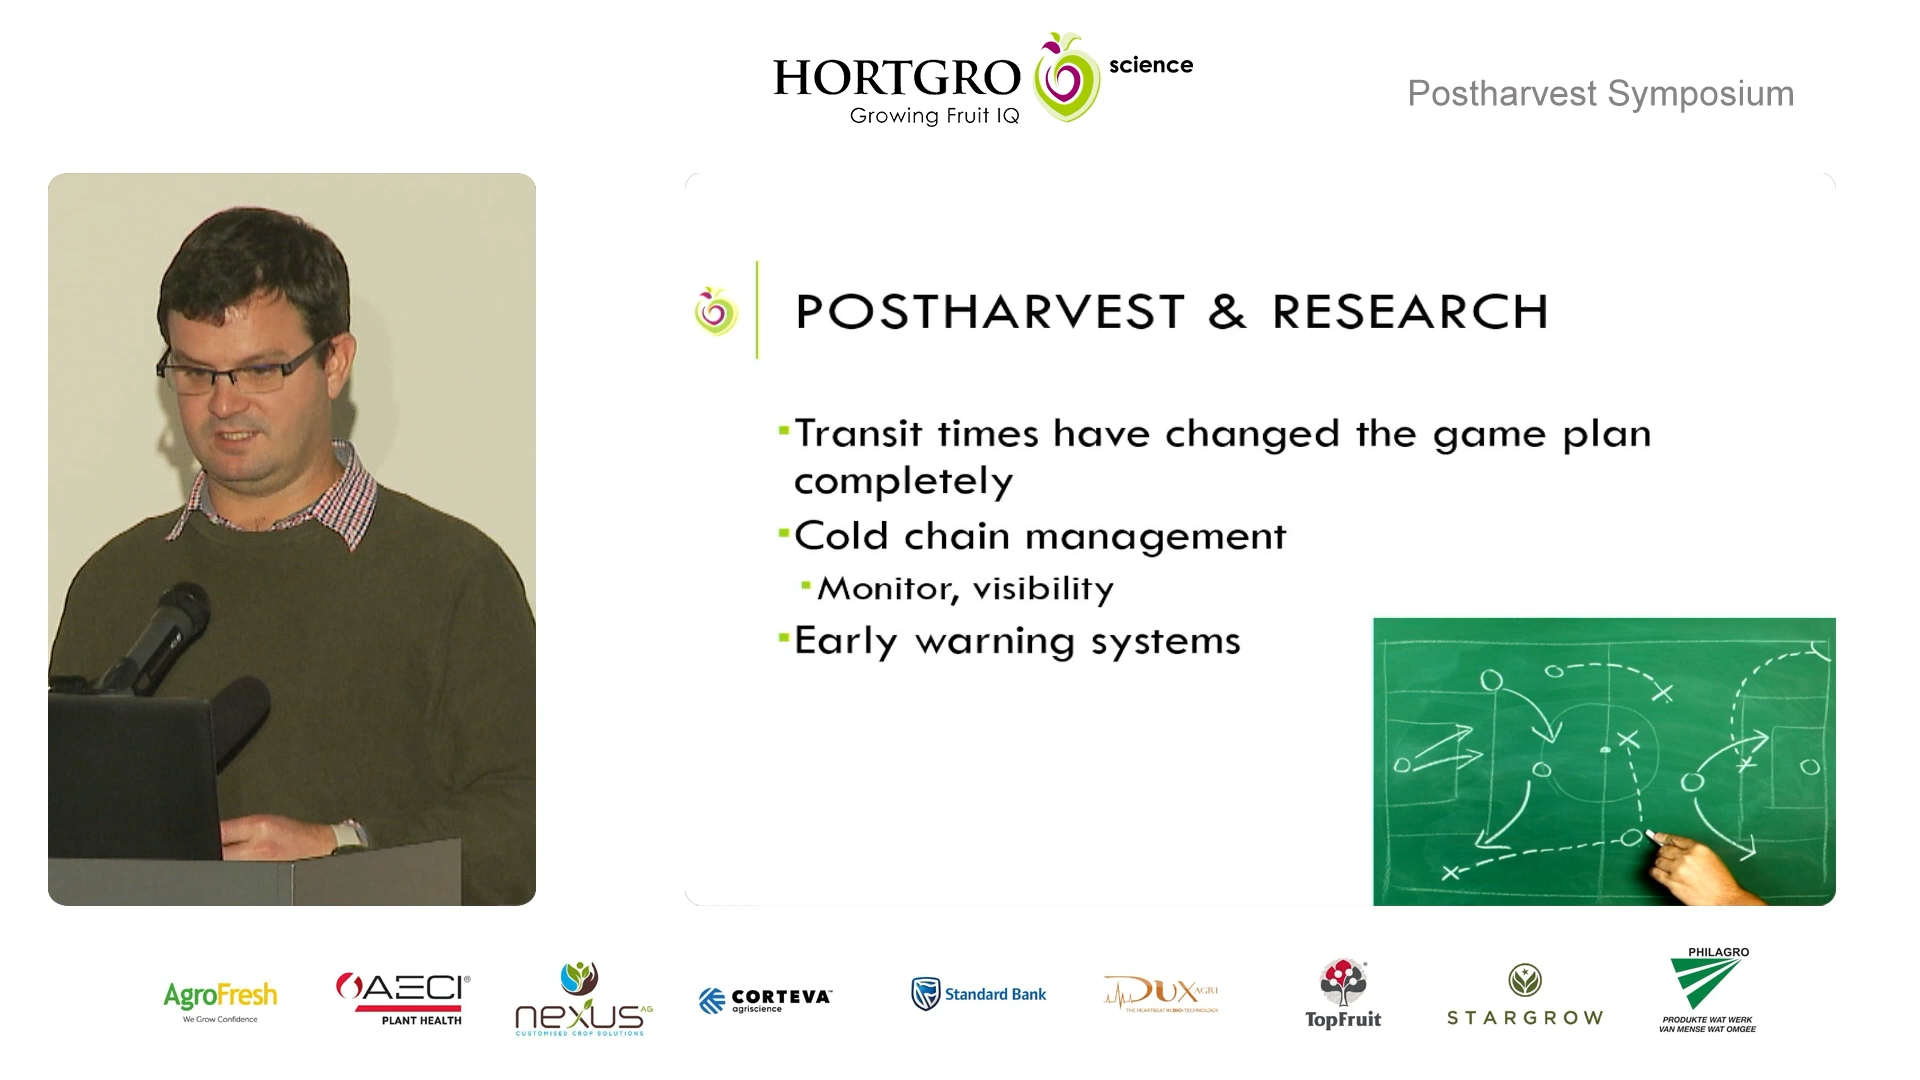 HORTGRO science
Growing Fruit IQ
Postharvest Symposium
POSTHARVEST & RESEARCH
Transit times have changed the game plan
completely
Cold chain management
Monitor, visibility
Early warning systems
AgroFresh
We Grow Confidence
AECI®
PLANT HEALTH
nexus AG
CUSTOMISED CROP SOLUTIONS
CORTEVA™
agriscience
Standard Bank
DUX AGRI
THE HEARTBEAT IN BIO-TECHNOLOGY
TopFruit
STARGROW
PHILAGRO
PRODUKTE WAT WERK
VAN MENSE WAT OMGEE